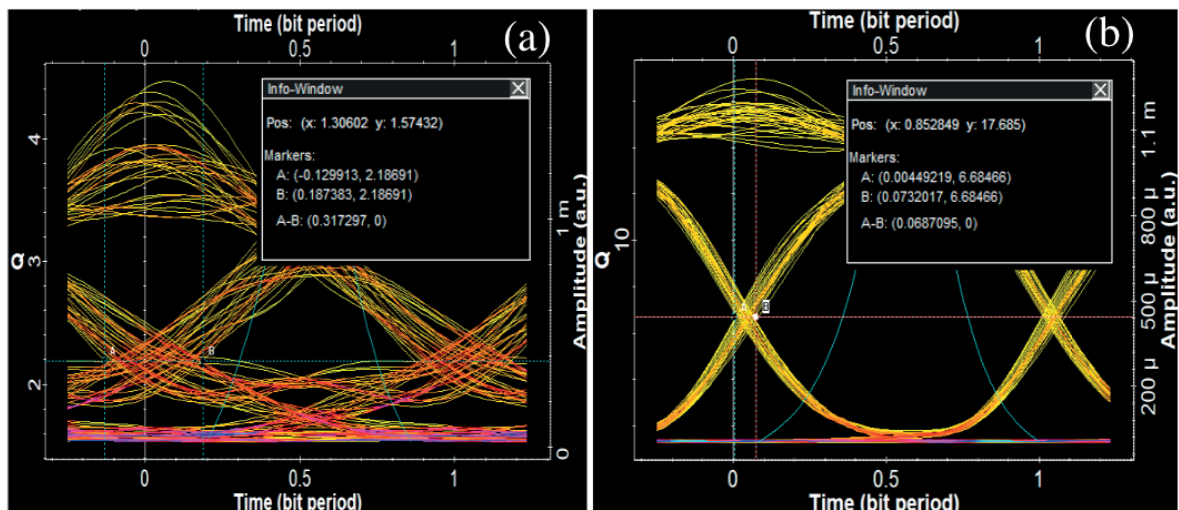 Time (bit period)
(a)
0
0.5
1
Info-Window
Pos: (x: 1.30602 y: 1.57432)
Markers:
A: (-0.129913, 2.18691)
B: (0.187383, 2.18691)
A-B: (0.317297, 0)
4
3
2
Q
A
B
1 m
0
Amplitude (a.u.)
0
0.5
1
Time (bit period)
Time (bit period)
(b)
0
0.5
1
Info-Window
Pos: (x: 0.852849 y: 17.685)
Markers:
A: (0.00449219, 6.68466)
B: (0.0732017, 6.68466)
A-B: (0.0687095, 0)
Q
10
A
B
1.1 m
800 µ
500 µ
200 µ
Amplitude (a.u.)
0
0.5
1
Time (bit period)